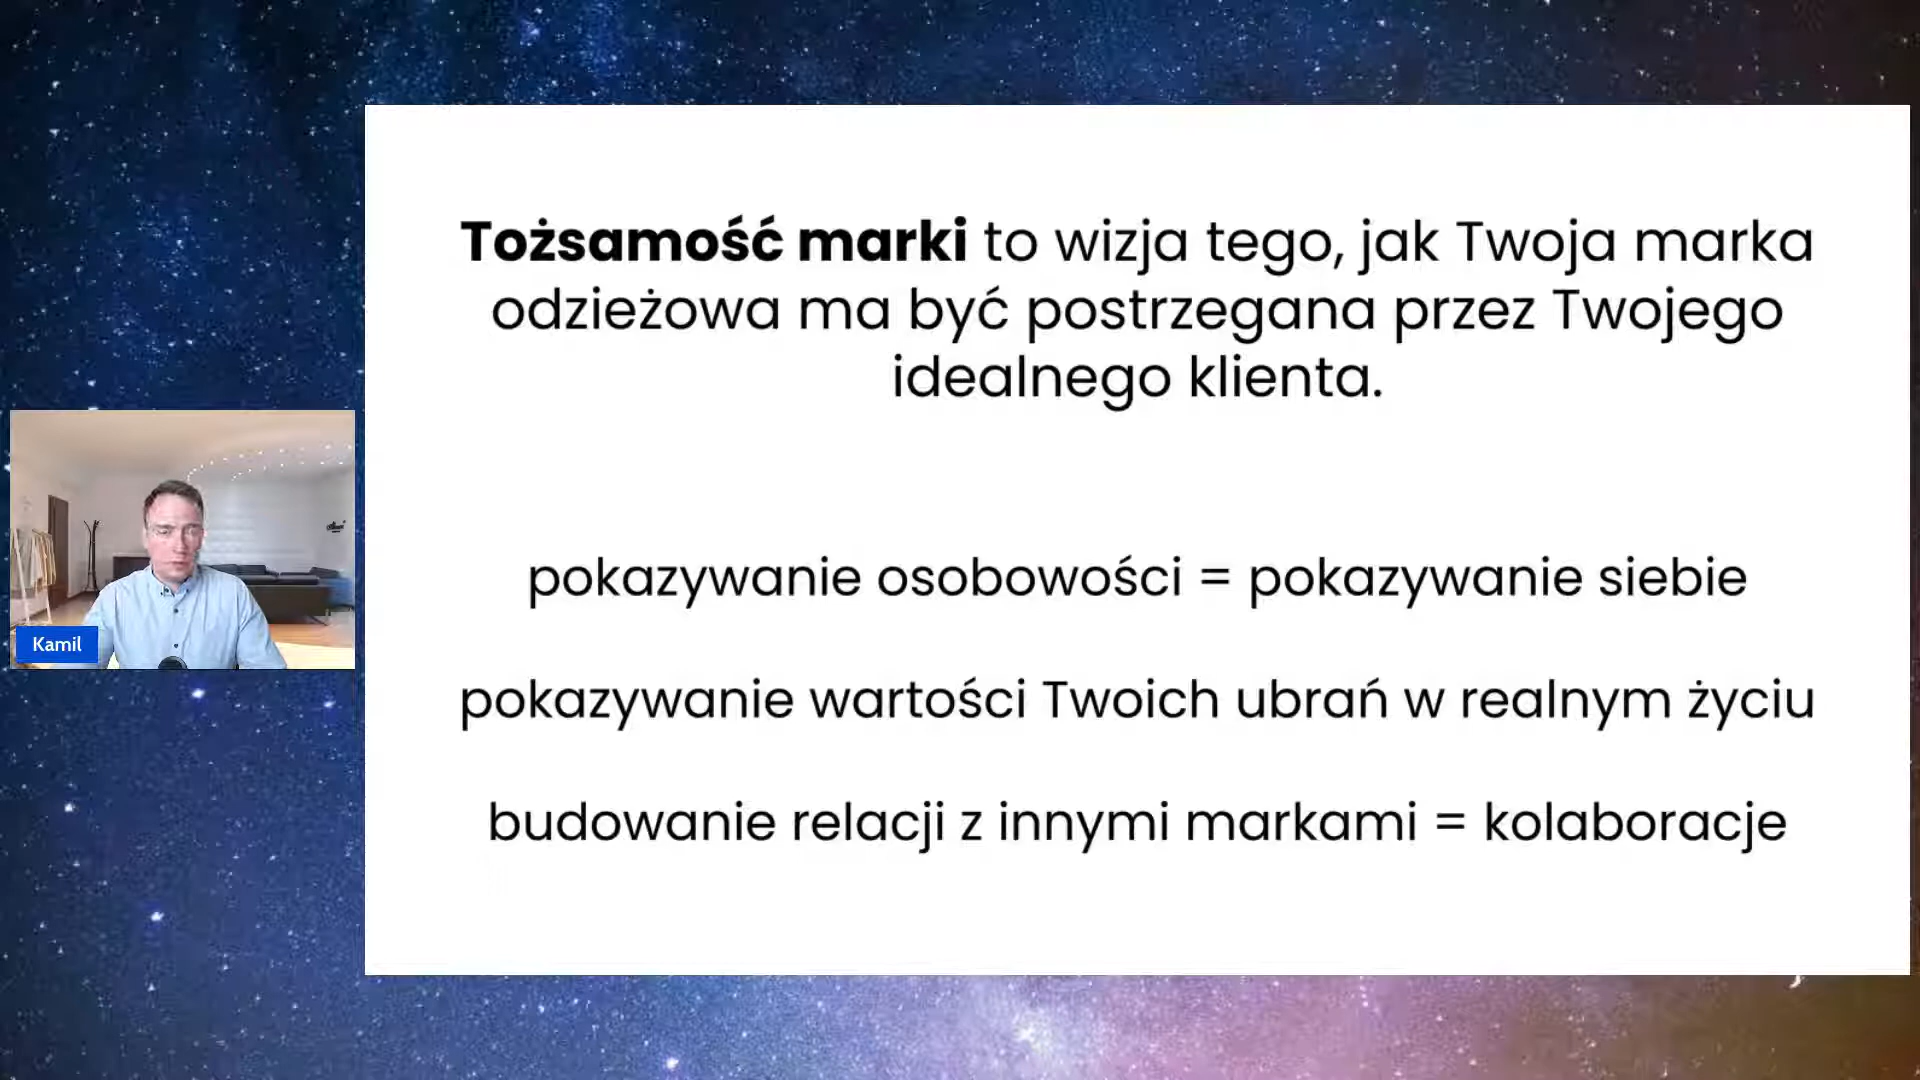 Tożsamość marki to wizja tego, jak Twoja marka
odzieżowa ma być postrzegana przez Twojego
idealnego klienta.
pokazywanie osobowości = pokazywanie siebie
pokazywanie wartości Twoich ubrań w realnym życiu
budowanie relacji z innymi markami = kolaboracje
Kamil